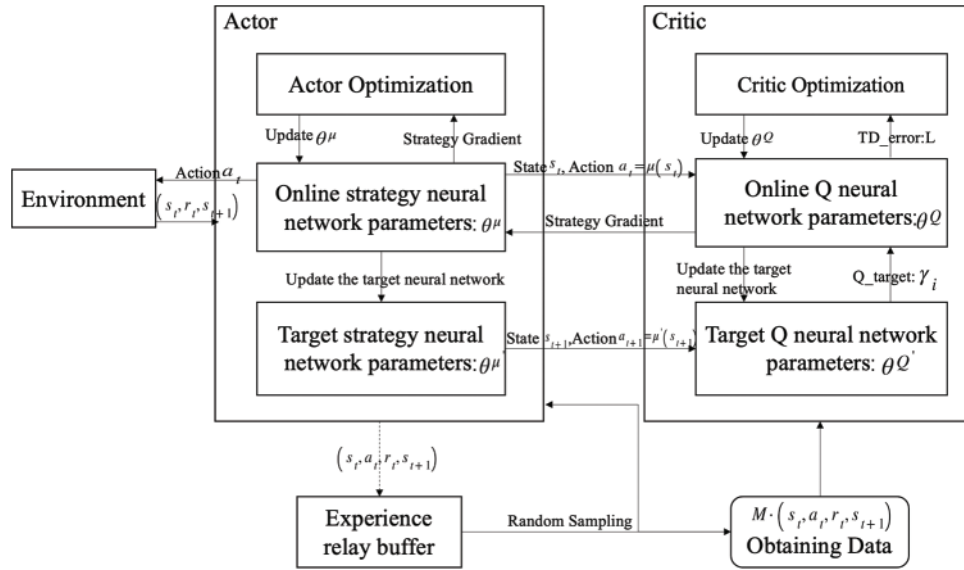 Actor
Critic
Actor Optimization
Critic Optimization
Update θ^μ
Strategy Gradient
Update θ^Q
TD_error:L
Environment
Action a_t
(s_t, r_t, s_{t+1})
Online strategy neural
network parameters: θ^μ
State s_t, Action a_t=μ(s_t)
Strategy Gradient
Online Q neural
network parameters:θ^Q
Update the target neural network
Update the target
neural network
Q_target: γ_i
Target strategy neural
network parameters:θ^μ'
State s_{t+1},Action a_{t+1}=μ'(s_{t+1})
Target Q neural network
parameters: θ^Q'
(s_t, a_t, r_t, s_{t+1})
Experience
relay buffer
Random Sampling
M·(s_t, a_t, r_t, s_{t+1})
Obtaining Data